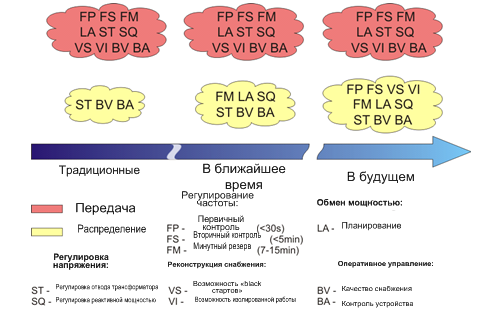 FP FS FM
LA ST SQ
VS VI BV BA
FP FS FM
LA ST SQ
VS VI BV BA
FP FS FM
LA ST SQ
VS VI BV BA
ST BV BA
FM LA SQ
ST BV BA
FP FS VS VI
FM LA SQ
ST BV BA
Традиционные
В ближайшее
время
В будущем
Передача
Распределение
Регулирование
частоты:
FP - Первичный контроль (<30s)
FS - Вторичный контроль (<5min)
FM - Минутный резерв (7-15min)
Обмен мощностью:
LA - Планирование
Регулировка
напряжения:
ST - Регулировка отвода трансформатора
SQ - Регулировка реактивной мощностью
Реконструкция снабжения:
VS - Возможность «black
стартов»
VI - Возможность изолированной работы
Оперативное управление:
BV - Качество снабжения
BA - Контроль устройства